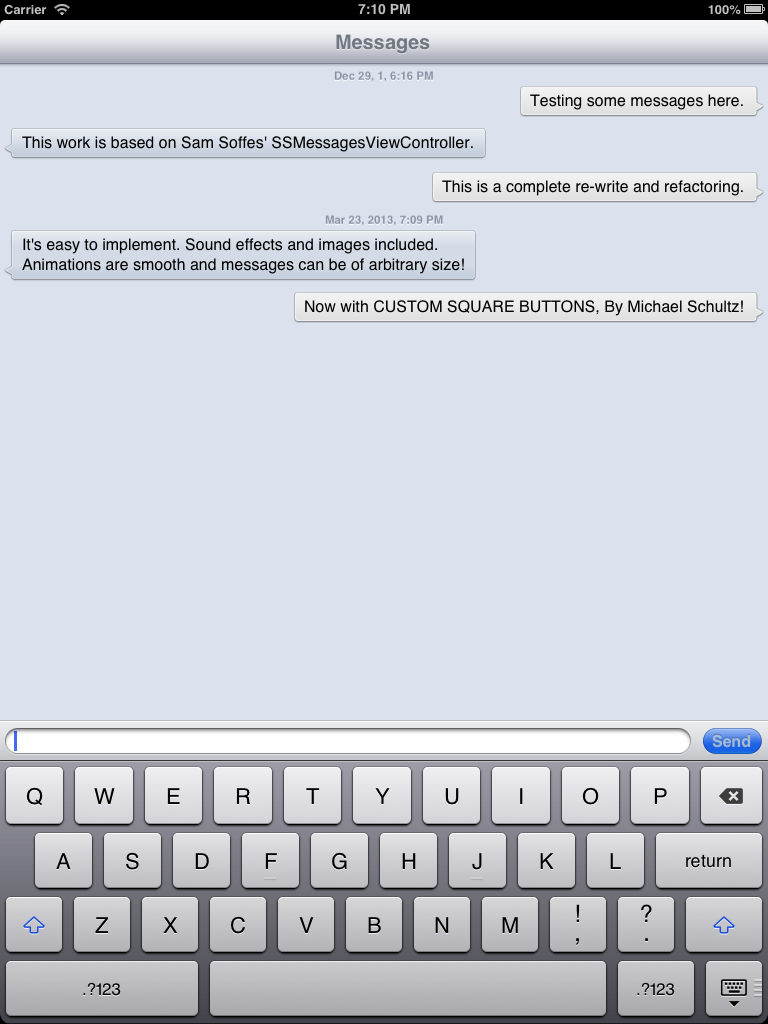 Carrier 7:10 PM 100%
Messages
Dec 29, 1, 6:16 PM
Testing some messages here.
This work is based on Sam Soffes' SSMessagesViewController.
This is a complete re-write and refactoring.
Mar 23, 2013, 7:09 PM
It's easy to implement. Sound effects and images included.
Animations are smooth and messages can be of arbitrary size!
Now with CUSTOM SQUARE BUTTONS, By Michael Schultz!
Send
Q W E R T Y U I O P
A S D F G H J K L return
Z X C V B N M ! , ? .
.?123 .?123